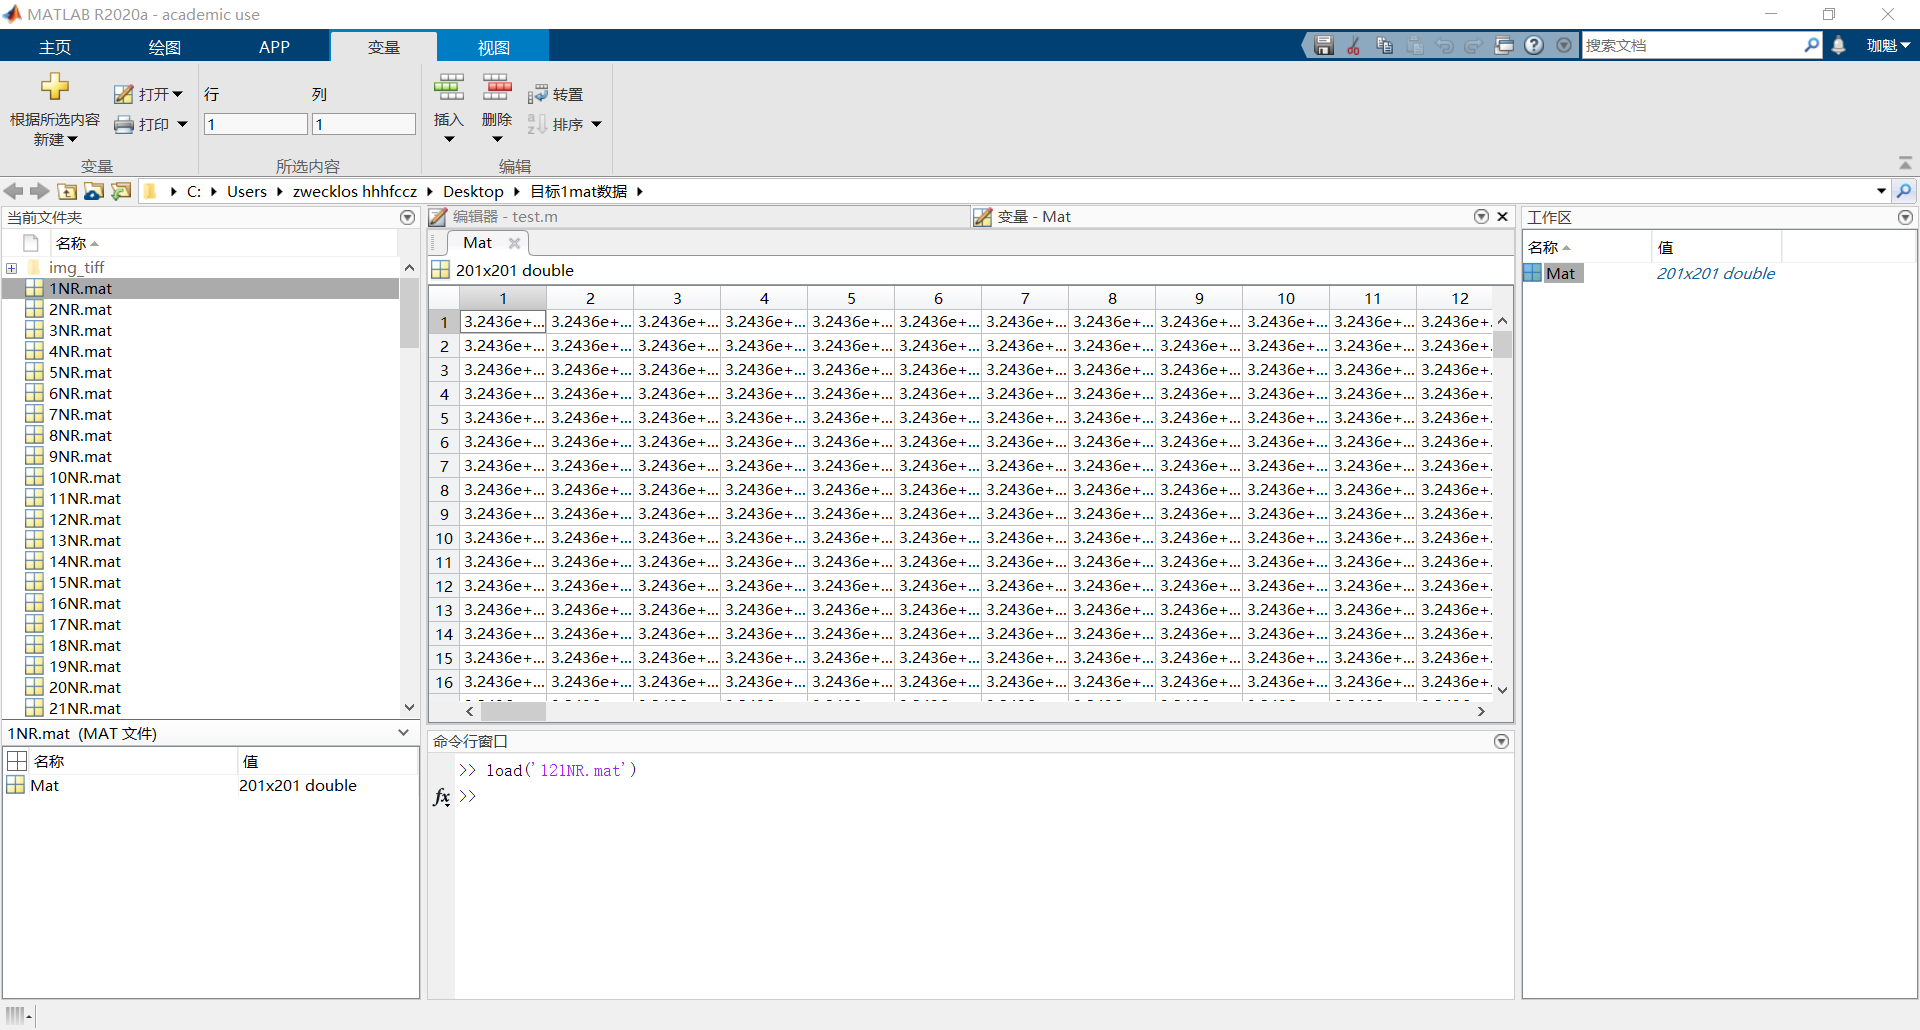 MATLAB R2020a - academic use
主页 绘图 APP 变量 视图 搜索文档 珈魁
根据所选内容
新建
打开
打印
行 列
1 1
插入 删除 转置
排序
变量 所选内容 编辑
C: Users zwecklos hhhfccz Desktop 目标1mat数据
当前文件夹
名称
img_tiff
1NR.mat
2NR.mat
3NR.mat
4NR.mat
5NR.mat
6NR.mat
7NR.mat
8NR.mat
9NR.mat
10NR.mat
11NR.mat
12NR.mat
13NR.mat
14NR.mat
15NR.mat
16NR.mat
17NR.mat
18NR.mat
19NR.mat
20NR.mat
21NR.mat
1NR.mat (MAT 文件)
名称 值
Mat 201x201 double
编辑器 - test.m 变量 - Mat
Mat
201x201 double
1 2 3 4 5 6 7 8 9 10 11 12
1 3.2436e+... 3.2436e+... 3.2436e+... 3.2436e+... 3.2436e+... 3.2436e+... 3.2436e+... 3.2436e+... 3.2436e+... 3.2436e+... 3.2436e+... 3.2436e+.
2 3.2436e+... 3.2436e+... 3.2436e+... 3.2436e+... 3.2436e+... 3.2436e+... 3.2436e+... 3.2436e+... 3.2436e+... 3.2436e+... 3.2436e+... 3.2436e+.
3 3.2436e+... 3.2436e+... 3.2436e+... 3.2436e+... 3.2436e+... 3.2436e+... 3.2436e+... 3.2436e+... 3.2436e+... 3.2436e+... 3.2436e+... 3.2436e+.
4 3.2436e+... 3.2436e+... 3.2436e+... 3.2436e+... 3.2436e+... 3.2436e+... 3.2436e+... 3.2436e+... 3.2436e+... 3.2436e+... 3.2436e+... 3.2436e+.
5 3.2436e+... 3.2436e+... 3.2436e+... 3.2436e+... 3.2436e+... 3.2436e+... 3.2436e+... 3.2436e+... 3.2436e+... 3.2436e+... 3.2436e+... 3.2436e+.
6 3.2436e+... 3.2436e+... 3.2436e+... 3.2436e+... 3.2436e+... 3.2436e+... 3.2436e+... 3.2436e+... 3.2436e+... 3.2436e+... 3.2436e+... 3.2436e+.
7 3.2436e+... 3.2436e+... 3.2436e+... 3.2436e+... 3.2436e+... 3.2436e+... 3.2436e+... 3.2436e+... 3.2436e+... 3.2436e+... 3.2436e+... 3.2436e+.
8 3.2436e+... 3.2436e+... 3.2436e+... 3.2436e+... 3.2436e+... 3.2436e+... 3.2436e+... 3.2436e+... 3.2436e+... 3.2436e+... 3.2436e+... 3.2436e+.
9 3.2436e+... 3.2436e+... 3.2436e+... 3.2436e+... 3.2436e+... 3.2436e+... 3.2436e+... 3.2436e+... 3.2436e+... 3.2436e+... 3.2436e+... 3.2436e+.
10 3.2436e+... 3.2436e+... 3.2436e+... 3.2436e+... 3.2436e+... 3.2436e+... 3.2436e+... 3.2436e+... 3.2436e+... 3.2436e+... 3.2436e+... 3.2436e+.
11 3.2436e+... 3.2436e+... 3.2436e+... 3.2436e+... 3.2436e+... 3.2436e+... 3.2436e+... 3.2436e+... 3.2436e+... 3.2436e+... 3.2436e+... 3.2436e+.
12 3.2436e+... 3.2436e+... 3.2436e+... 3.2436e+... 3.2436e+... 3.2436e+... 3.2436e+... 3.2436e+... 3.2436e+... 3.2436e+... 3.2436e+... 3.2436e+.
13 3.2436e+... 3.2436e+... 3.2436e+... 3.2436e+... 3.2436e+... 3.2436e+... 3.2436e+... 3.2436e+... 3.2436e+... 3.2436e+... 3.2436e+... 3.2436e+.
14 3.2436e+... 3.2436e+... 3.2436e+... 3.2436e+... 3.2436e+... 3.2436e+... 3.2436e+... 3.2436e+... 3.2436e+... 3.2436e+... 3.2436e+... 3.2436e+.
15 3.2436e+... 3.2436e+... 3.2436e+... 3.2436e+... 3.2436e+... 3.2436e+... 3.2436e+... 3.2436e+... 3.2436e+... 3.2436e+... 3.2436e+... 3.2436e+.
16 3.2436e+... 3.2436e+... 3.2436e+... 3.2436e+... 3.2436e+... 3.2436e+... 3.2436e+... 3.2436e+... 3.2436e+... 3.2436e+... 3.2436e+... 3.2436e+.
命令行窗口
>> load('121NR.mat')
fx >>
工作区
名称 值
Mat 201x201 double